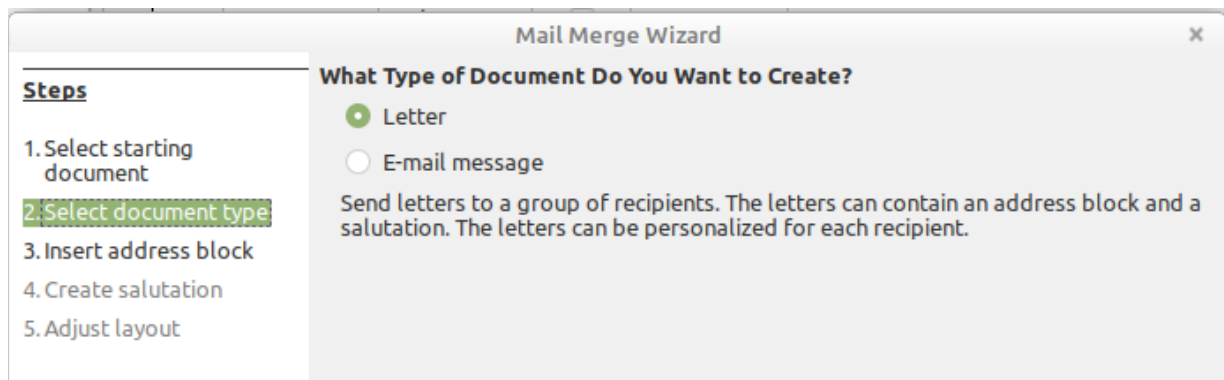 Mail Merge Wizard
Steps
1. Select starting
document
2. Select document type
3. Insert address block
4. Create salutation
5. Adjust layout
What Type of Document Do You Want to Create?
Letter
E-mail message
Send letters to a group of recipients. The letters can contain an address block and a
salutation. The letters can be personalized for each recipient.